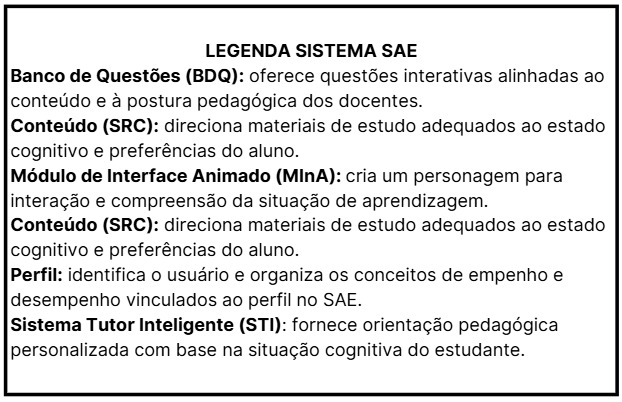 LEGENDA SISTEMA SAE
Banco de Questões (BDQ): oferece questões interativas alinhadas ao
conteúdo e à postura pedagógica dos docentes.
Conteúdo (SRC): direciona materiais de estudo adequados ao estado
cognitivo e preferências do aluno.
Módulo de Interface Animado (MInA): cria um personagem para
interação e compreensão da situação de aprendizagem.
Conteúdo (SRC): direciona materiais de estudo adequados ao estado
cognitivo e preferências do aluno.
Perfil: identifica o usuário e organiza os conceitos de empenho e
desempenho vinculados ao perfil no SAE.
Sistema Tutor Inteligente (STI): fornece orientação pedagógica
personalizada com base na situação cognitiva do estudante.